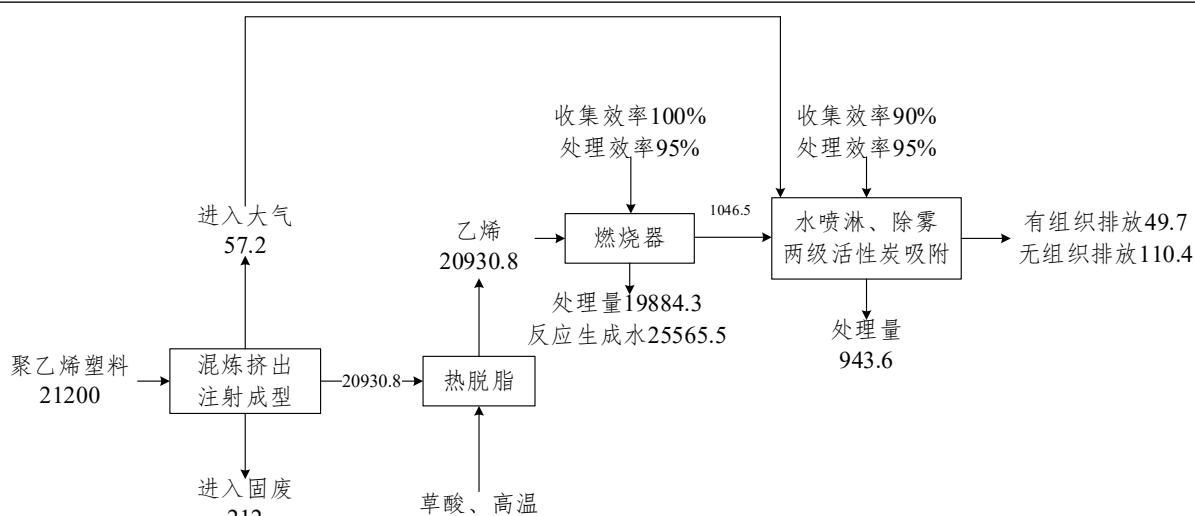 收集效率100%
处理效率95%
收集效率90%
处理效率95%
进入大气
57.2
乙烯
20930.8
燃烧器
1046.5
水喷淋、除雾
两级活性炭吸附
有组织排放49.7
无组织排放110.4
处理量19884.3
反应生成水25565.5
处理量
943.6
聚乙烯塑料
21200
混炼挤出
注射成型
20930.8
热脱脂
进入固废
212
草酸、高温